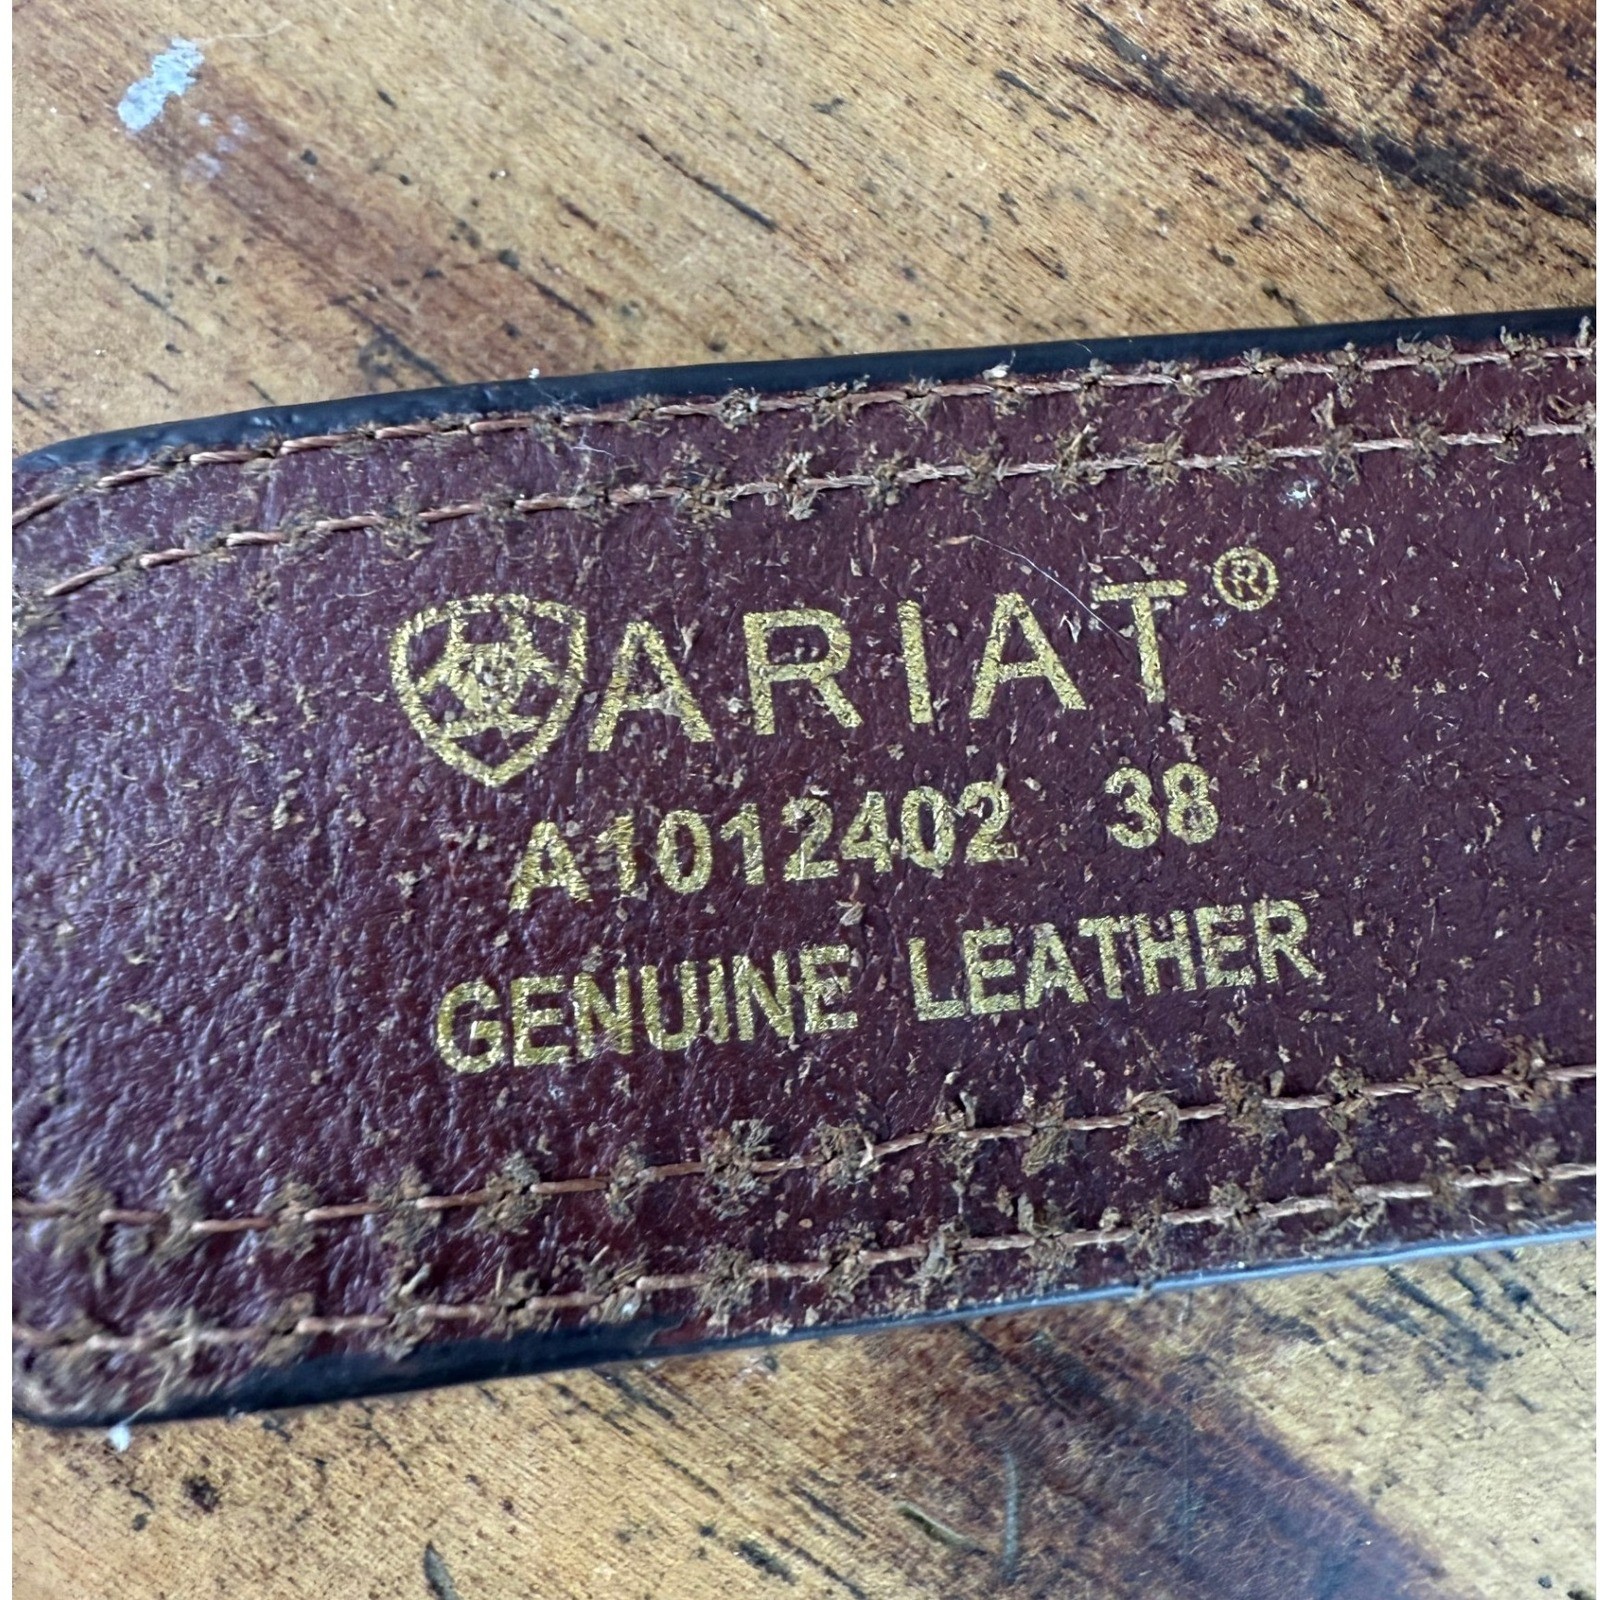 ARIAT®
A1012402 38
GENUINE LEATHER